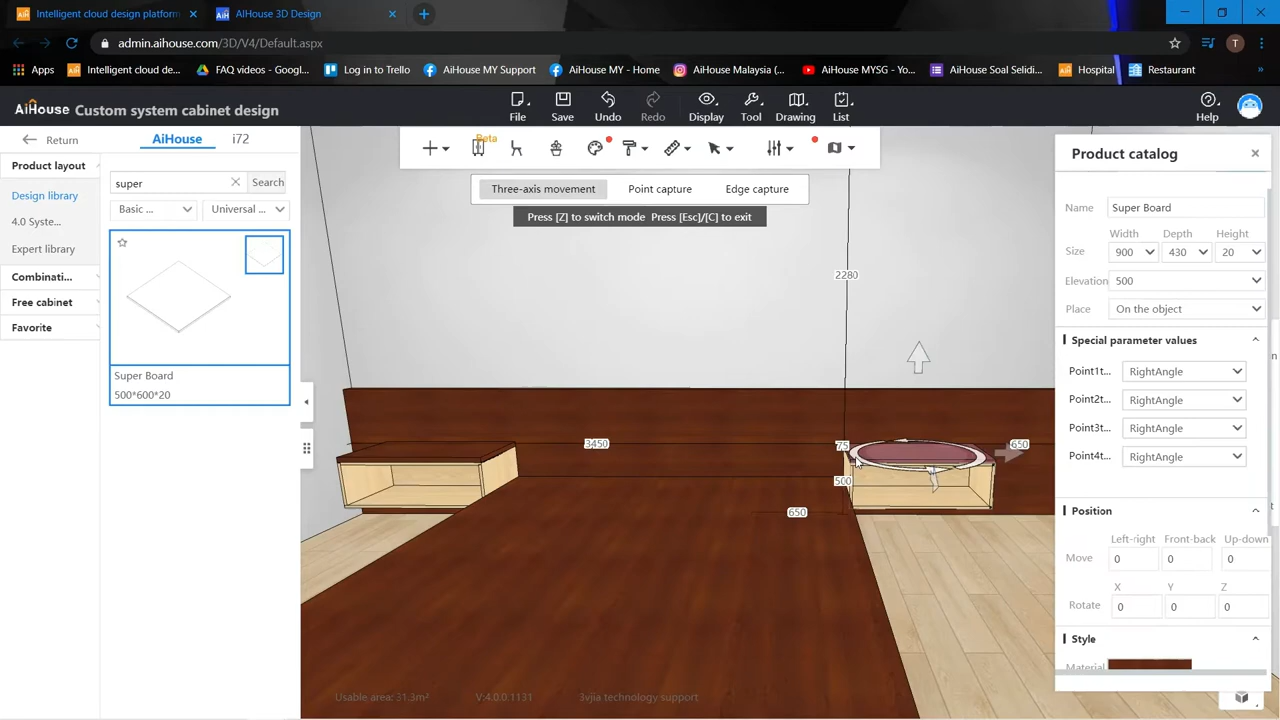 Intelligent cloud design platform
AIHouse 3D Design
admin.aihouse.com/3D/V4/Default.aspx
T
Apps
Intelligent cloud de...
FAQ videos - Googl...
Log in to Trello
AiHouse MY Support
AiHouse MY - Home
AiHouse Malaysia (...
AiHouse MYSG - Yo...
AiHouse Soal Selidi...
Hospital
Restaurant
»
AiHouse Custom system cabinet design
File
Save
Undo
Redo
Display
Tool
Drawing
List
Help
Return
AiHouse
i72
Beta
Product layout
Design library
4.0 Syste...
Expert library
Combinati...
Free cabinet
Favorite
super
Search
Basic ...
Universal ...
Super Board
500*600*20
Three-axis movement
Point capture
Edge capture
Press [Z] to switch mode Press [Esc]/[C] to exit
2280
3450
75
650
500
650
Usable area: 31.3m²
V:4.0.0.1131
3vjia technology support
Product catalog
Name Super Board
Width Depth Height
Size 900 430 20
Elevation 500
Place On the object
Special parameter values
Point1t... RightAngle
Point2t... RightAngle
Point3t... RightAngle
Point4t... RightAngle
Position
Left-right Front-back Up-down
Move 0 0 0
X Y Z
Rotate 0 0 0
Style
Material